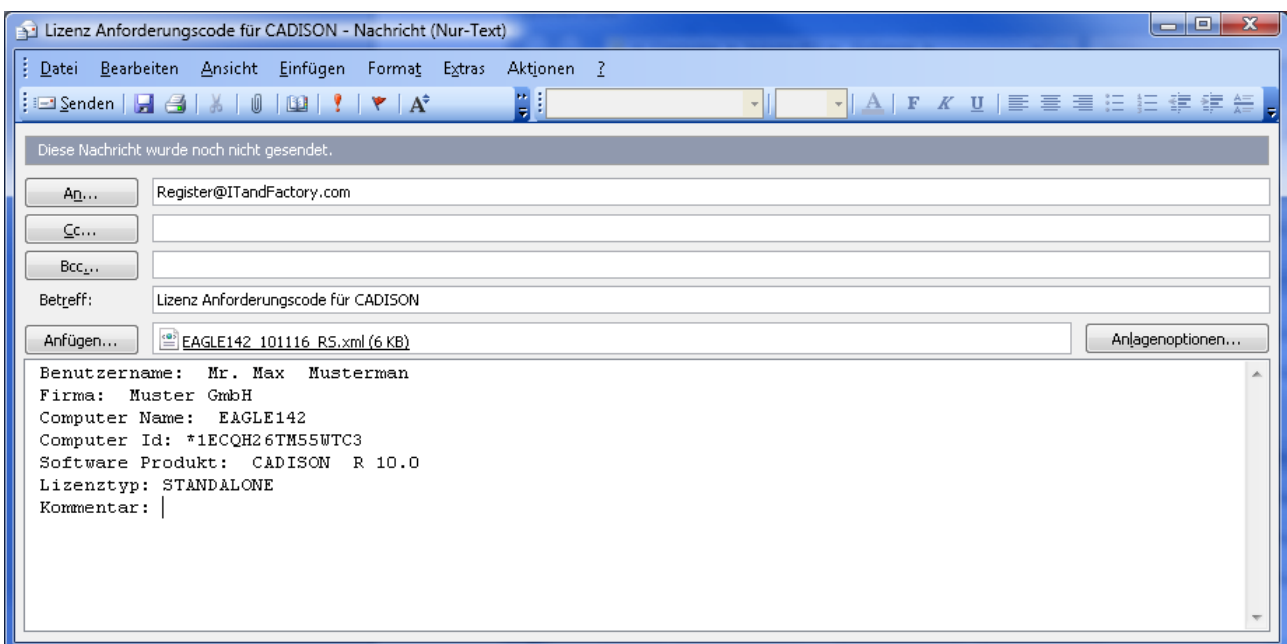 Lizenz Anforderungscode für CADISON - Nachricht (Nur-Text)
Datei Bearbeiten Ansicht Einfügen Format Extras Aktionen ?
Senden A A F K U
Diese Nachricht wurde noch nicht gesendet.
An... Register@ITandFactory.com
Cc...
Bcc...
Betreff: Lizenz Anforderungscode für CADISON
Anfügen... EAGLE142_101116_RS.xml (6 KB) Anlagenoptionen...
Benutzername: Mr. Max Musterman
Firma: Muster GmbH
Computer Name: EAGLE142
Computer Id: *1ECQH26TM55WTC3
Software Produkt: CADISON R 10.0
Lizenztyp: STANDALONE
Kommentar: